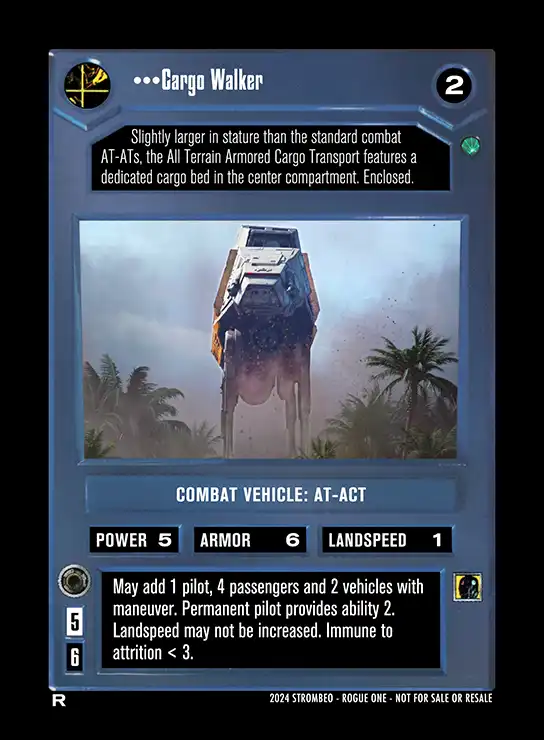 •••Cargo Walker
2
Slightly larger in stature than the standard combat
AT-ATs, the All Terrain Armored Cargo Transport features a
dedicated cargo bed in the center compartment. Enclosed.
COMBAT VEHICLE: AT-ACT
POWER 5 ARMOR 6 LANDSPEED 1
May add 1 pilot, 4 passengers and 2 vehicles with
maneuver. Permanent pilot provides ability 2.
Landspeed may not be increased. Immune to
attrition < 3.
5
6
R
2024 STROMBEO - ROGUE ONE - NOT FOR SALE OR RESALE